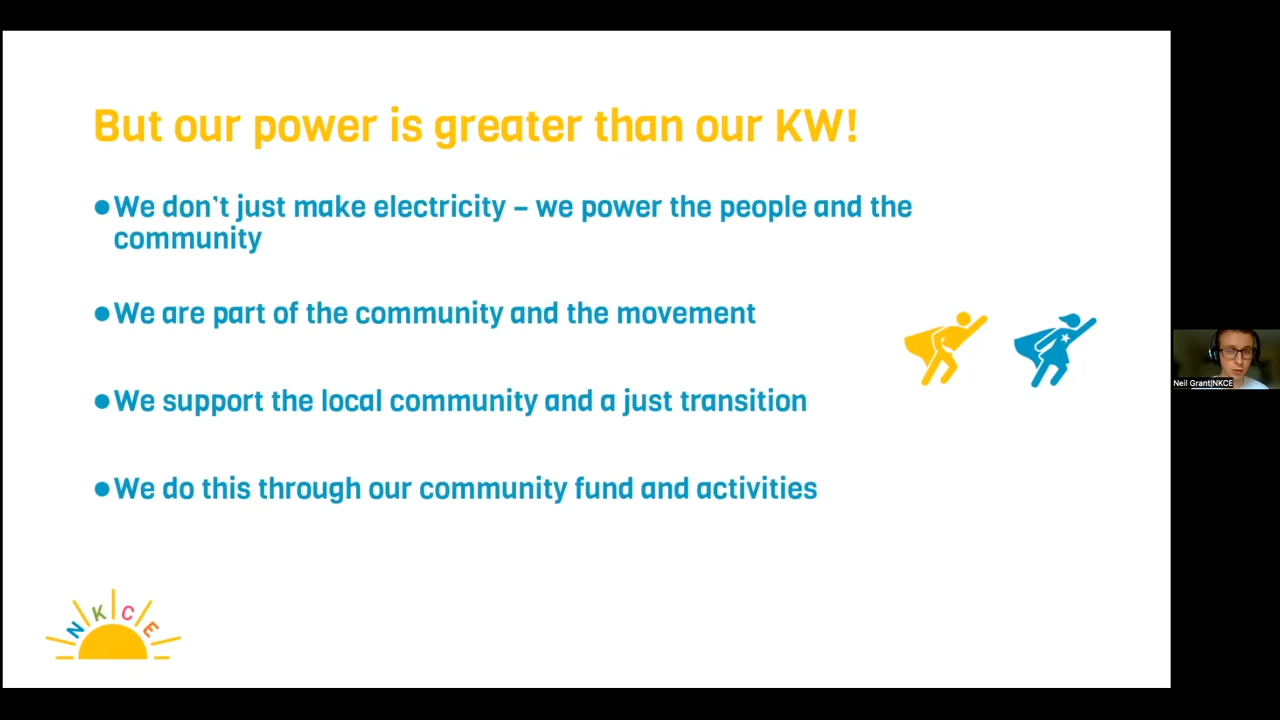 But our power is greater than our KW!
•We don't just make electricity – we power the people and the
community
•We are part of the community and the movement
•We support the local community and a just transition
•We do this through our community fund and activities
NKCE
Neil Grant|NKCE